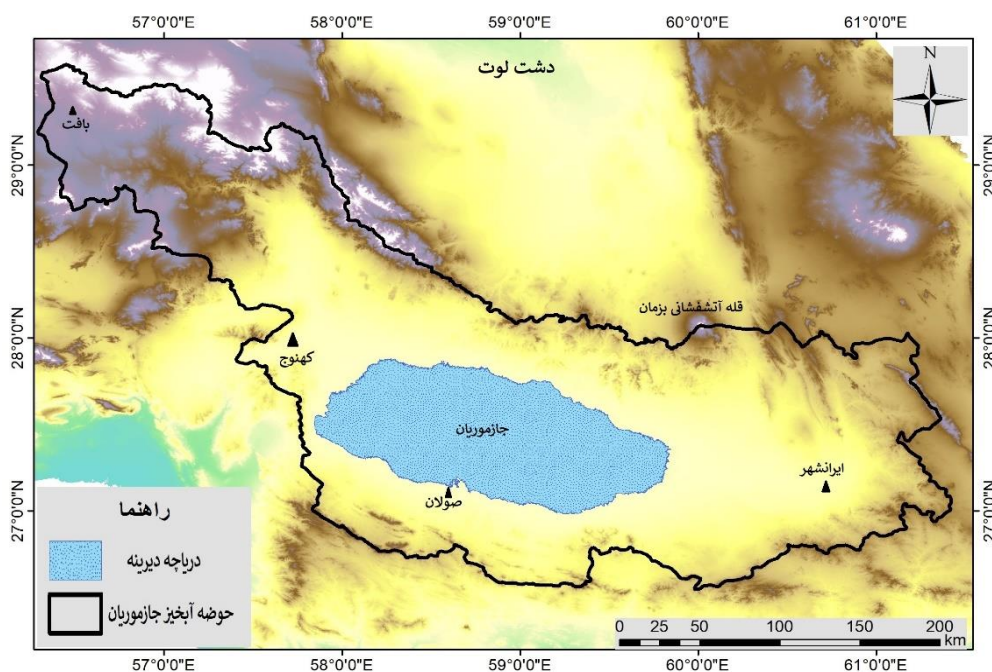 57°0'0"E 58°0'0"E 59°0'0"E 60°0'0"E 61°0'0"E
دشت لوت
N
بافت
29°0'0"N 29°0'0"N
قله آتشفشانی بزمان
28°0'0"N 28°0'0"N
کهنوج
جازموریان
ایرانشهر
صولان
27°0'0"N 27°0'0"N
راهنما
دریاچه دیرینه
حوضه آبخیز جازموریان
0 25 50 100 150 200
km
57°0'0"E 58°0'0"E 59°0'0"E 60°0'0"E 61°0'0"E